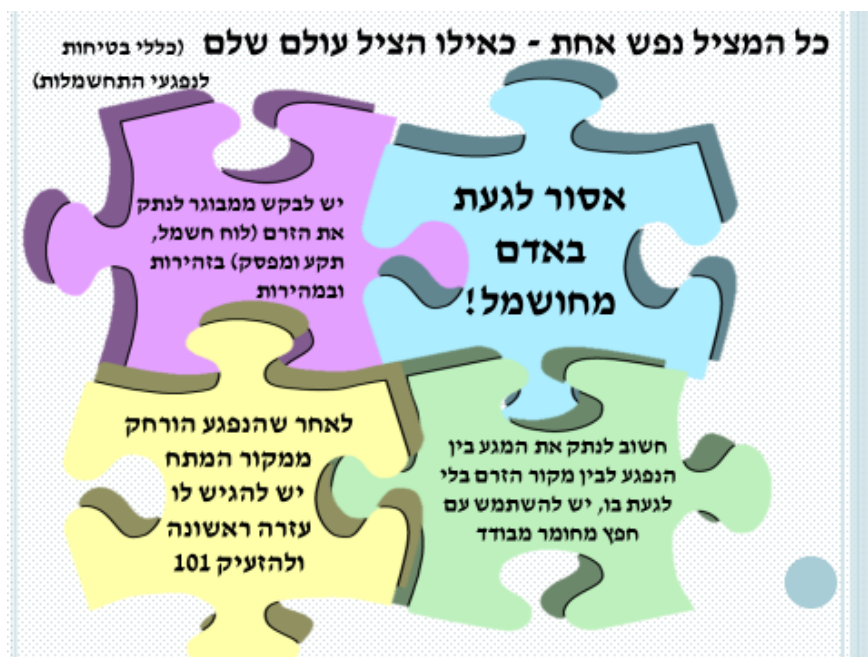 כל המציל נפש אחת - כאילו הציל עולם שלם (כללי בטיחות
לנפגעי התחשמלות)
אסור לגעת
באדם
מחושמל!
יש לבקש ממבוגר לנתק
את הזרם (לוח חשמל,
תקע ומפסק) בזהירות
ובמהירות
חשוב לנתק את המגע בין
הנפגע לבין מקור הזרם בלי
לגעת בו, יש להשתמש עם
חפץ מחומר מבודד
לאחר שהנפגע הורחק
ממקור המתח
יש להגיש לו
עזרה ראשונה
ולהזעיק 101